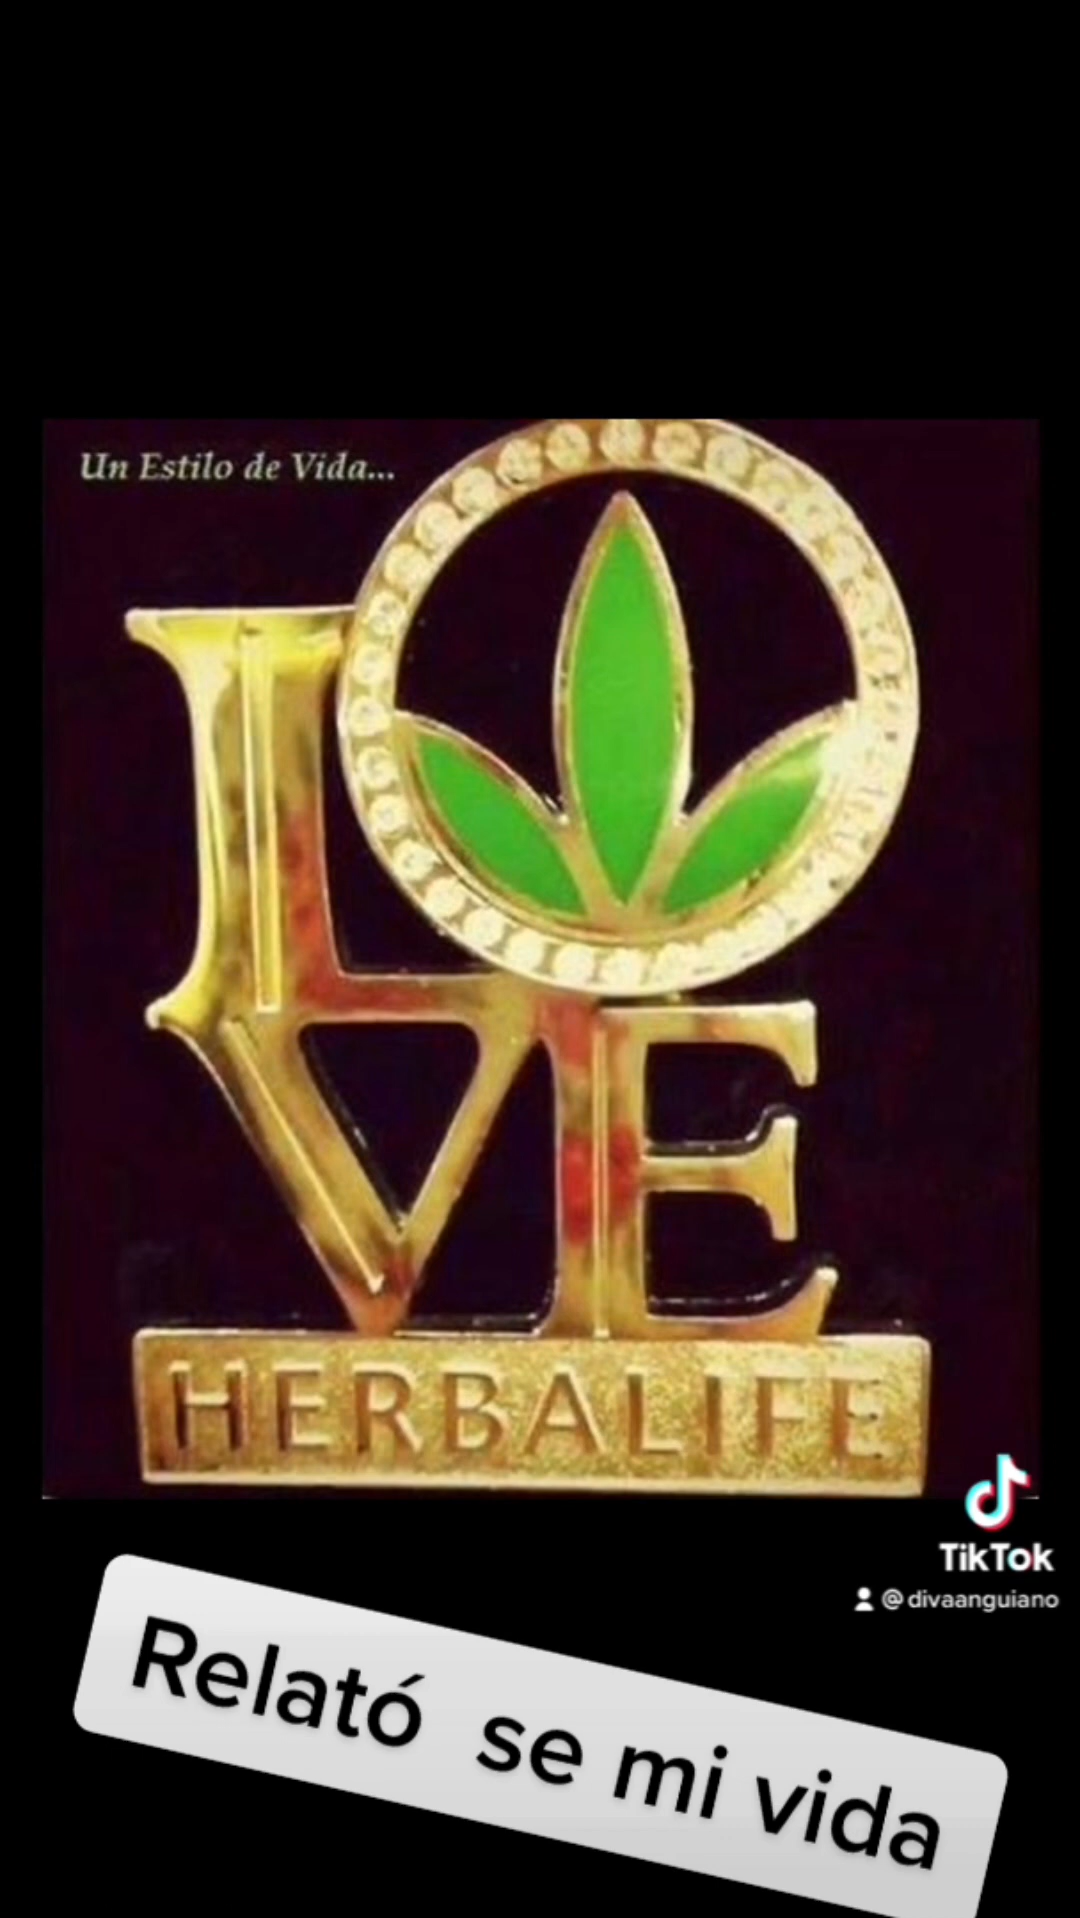 Un Estilo de Vida...
LOVE
HERBALIFE
TikTok
@divaanguiano
Relató se mi vida